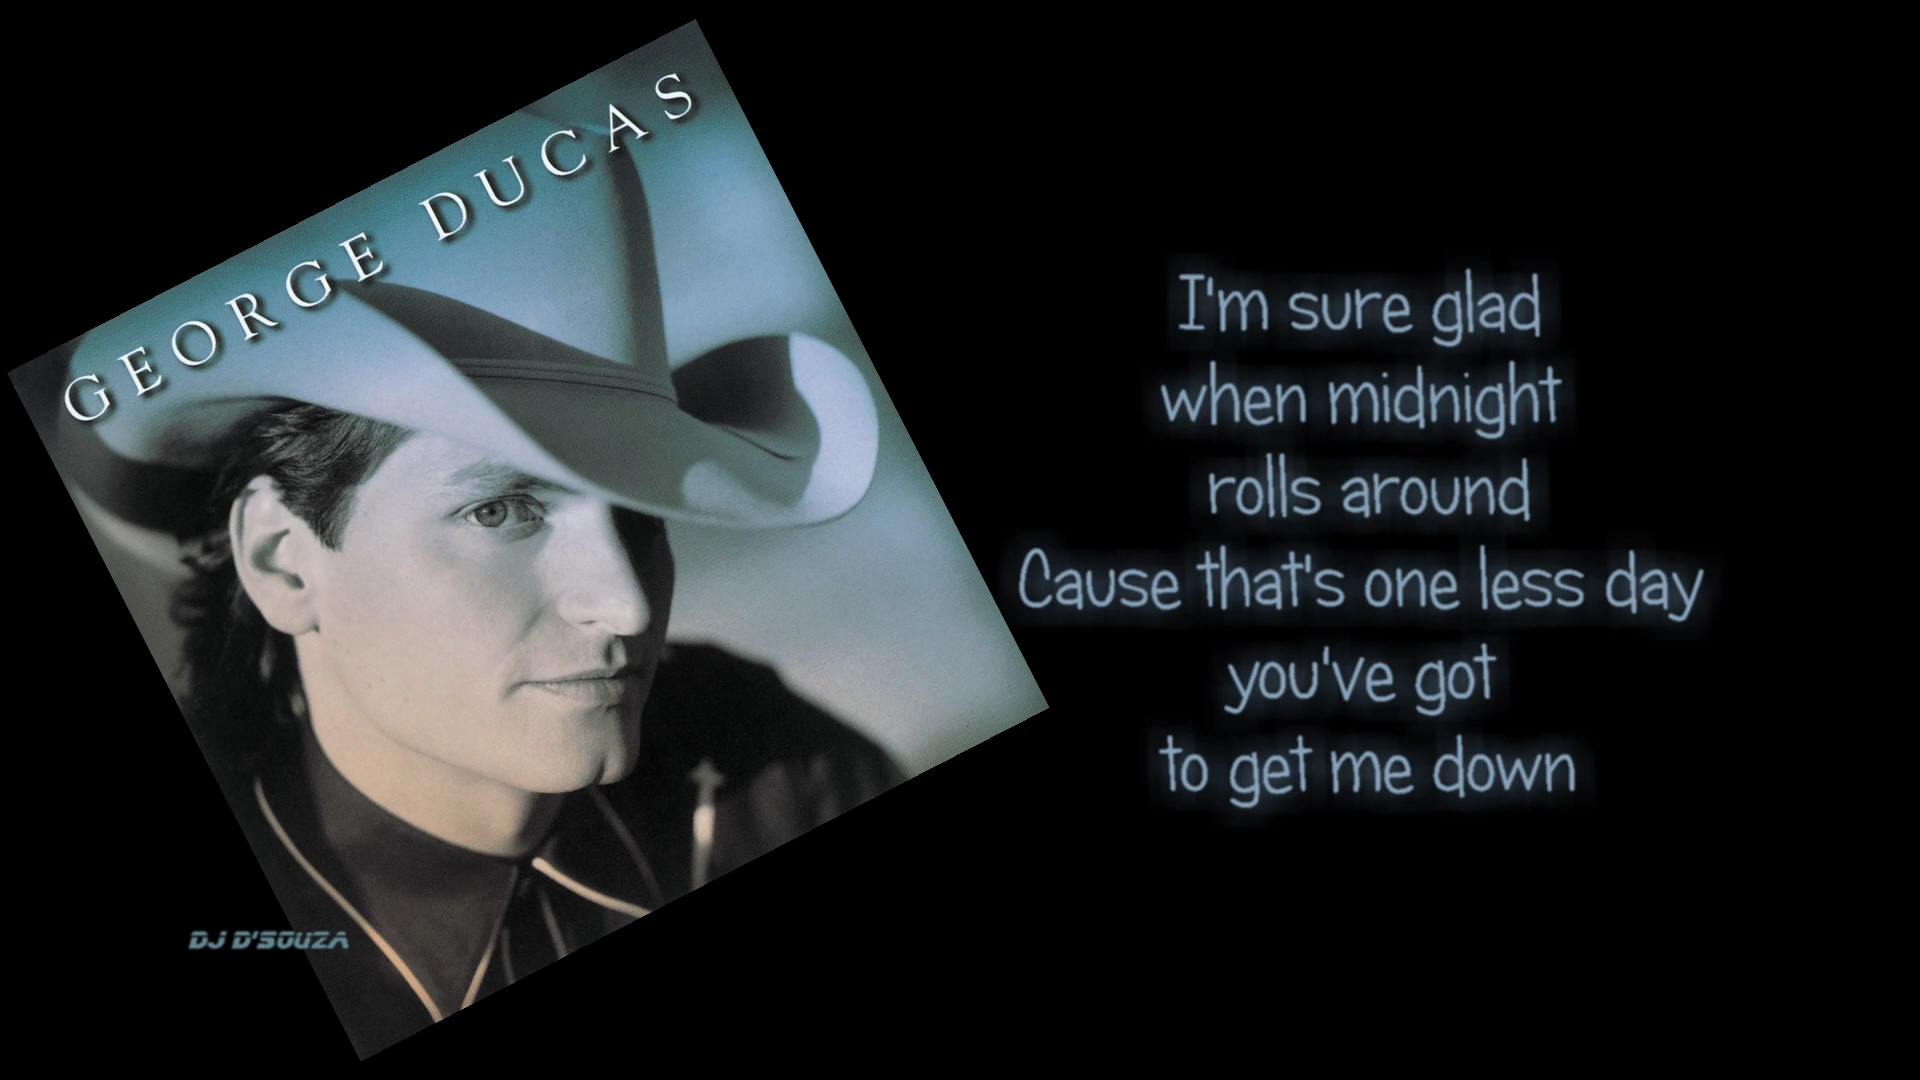 GEORGE DUCAS
I'm sure glad
when midnight
rolls around
Cause that's one less day
you've got
to get me down
DJ D'SOUZA